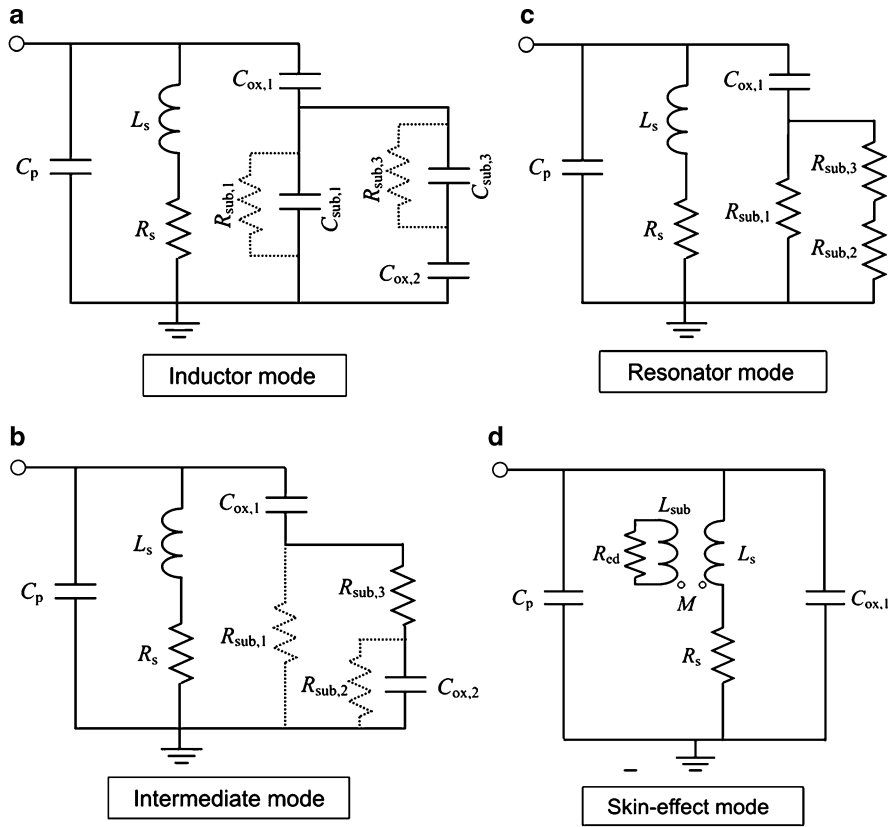 a
C_p
L_s
R_s
C_ox,1
R_sub,1
C_sub,1
R_sub,3
C_sub,3
C_ox,2
Inductor mode
c
C_p
L_s
R_s
C_ox,1
R_sub,1
R_sub,3
R_sub,2
Resonator mode
b
C_p
L_s
R_s
C_ox,1
R_sub,1
R_sub,3
R_sub,2
C_ox,2
Intermediate mode
d
C_p
R_cd
L_sub
M
L_s
R_s
C_ox,1
Skin-effect mode